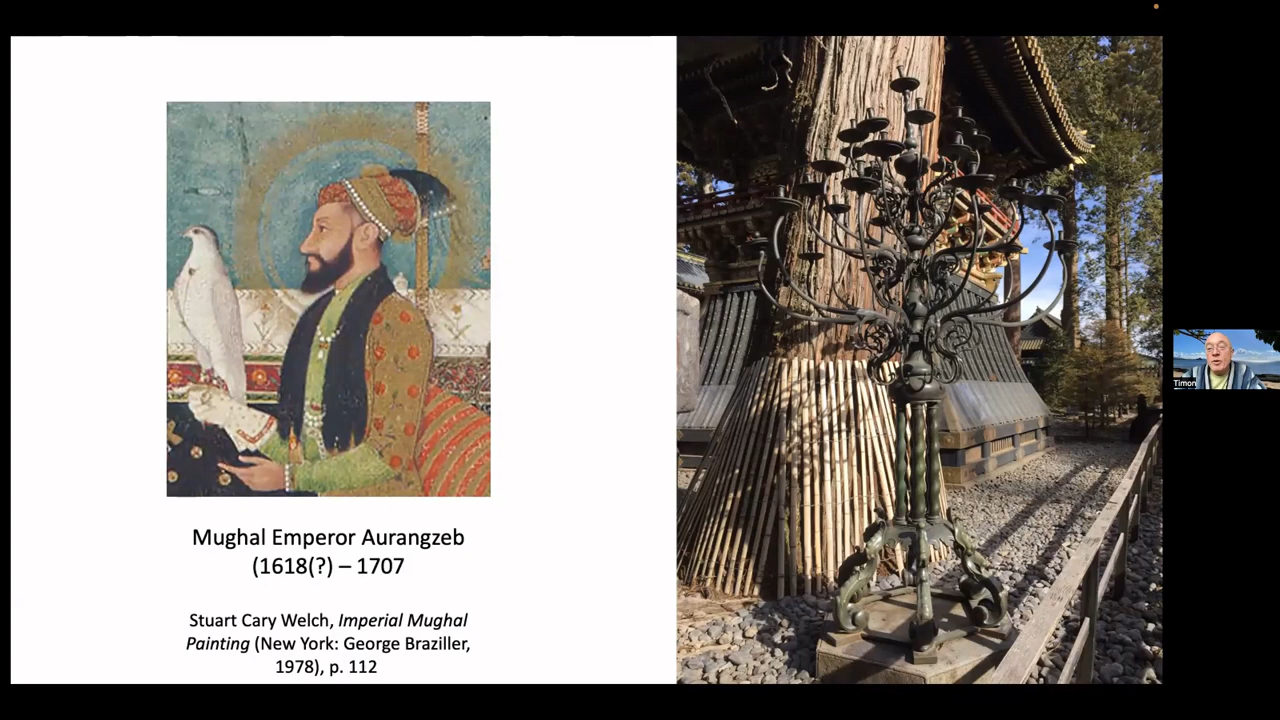 Mughal Emperor Aurangzeb
(1618(?) – 1707
Stuart Cary Welch, Imperial Mughal
Painting (New York: George Braziller,
1978), p. 112
Timon